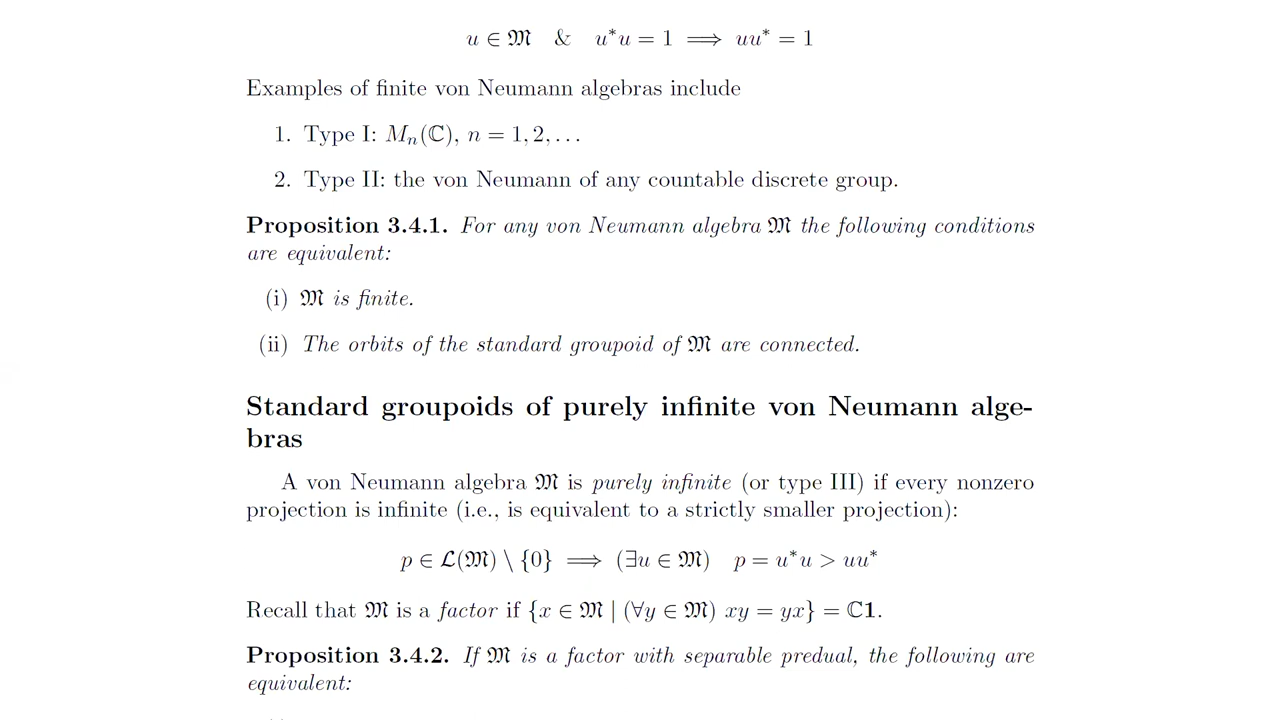 u ∈ 𝔐 & u*u = 1 ⟹ uu* = 1
Examples of finite von Neumann algebras include
1. Type I: Mₙ(ℂ), n = 1, 2, . . .
2. Type II: the von Neumann of any countable discrete group.
Proposition 3.4.1. For any von Neumann algebra 𝔐 the following conditions
are equivalent:
(i) 𝔐 is finite.
(ii) The orbits of the standard groupoid of 𝔐 are connected.
Standard groupoids of purely infinite von Neumann alge-
bras
A von Neumann algebra 𝔐 is purely infinite (or type III) if every nonzero
projection is infinite (i.e., is equivalent to a strictly smaller projection):
p ∈ ℒ(𝔐) \ {0} ⟹ (∃u ∈ 𝔐) p = u*u > uu*
Recall that 𝔐 is a factor if {x ∈ 𝔐 | (∀y ∈ 𝔐) xy = yx} = ℂ1.
Proposition 3.4.2. If 𝔐 is a factor with separable predual, the following are
equivalent: